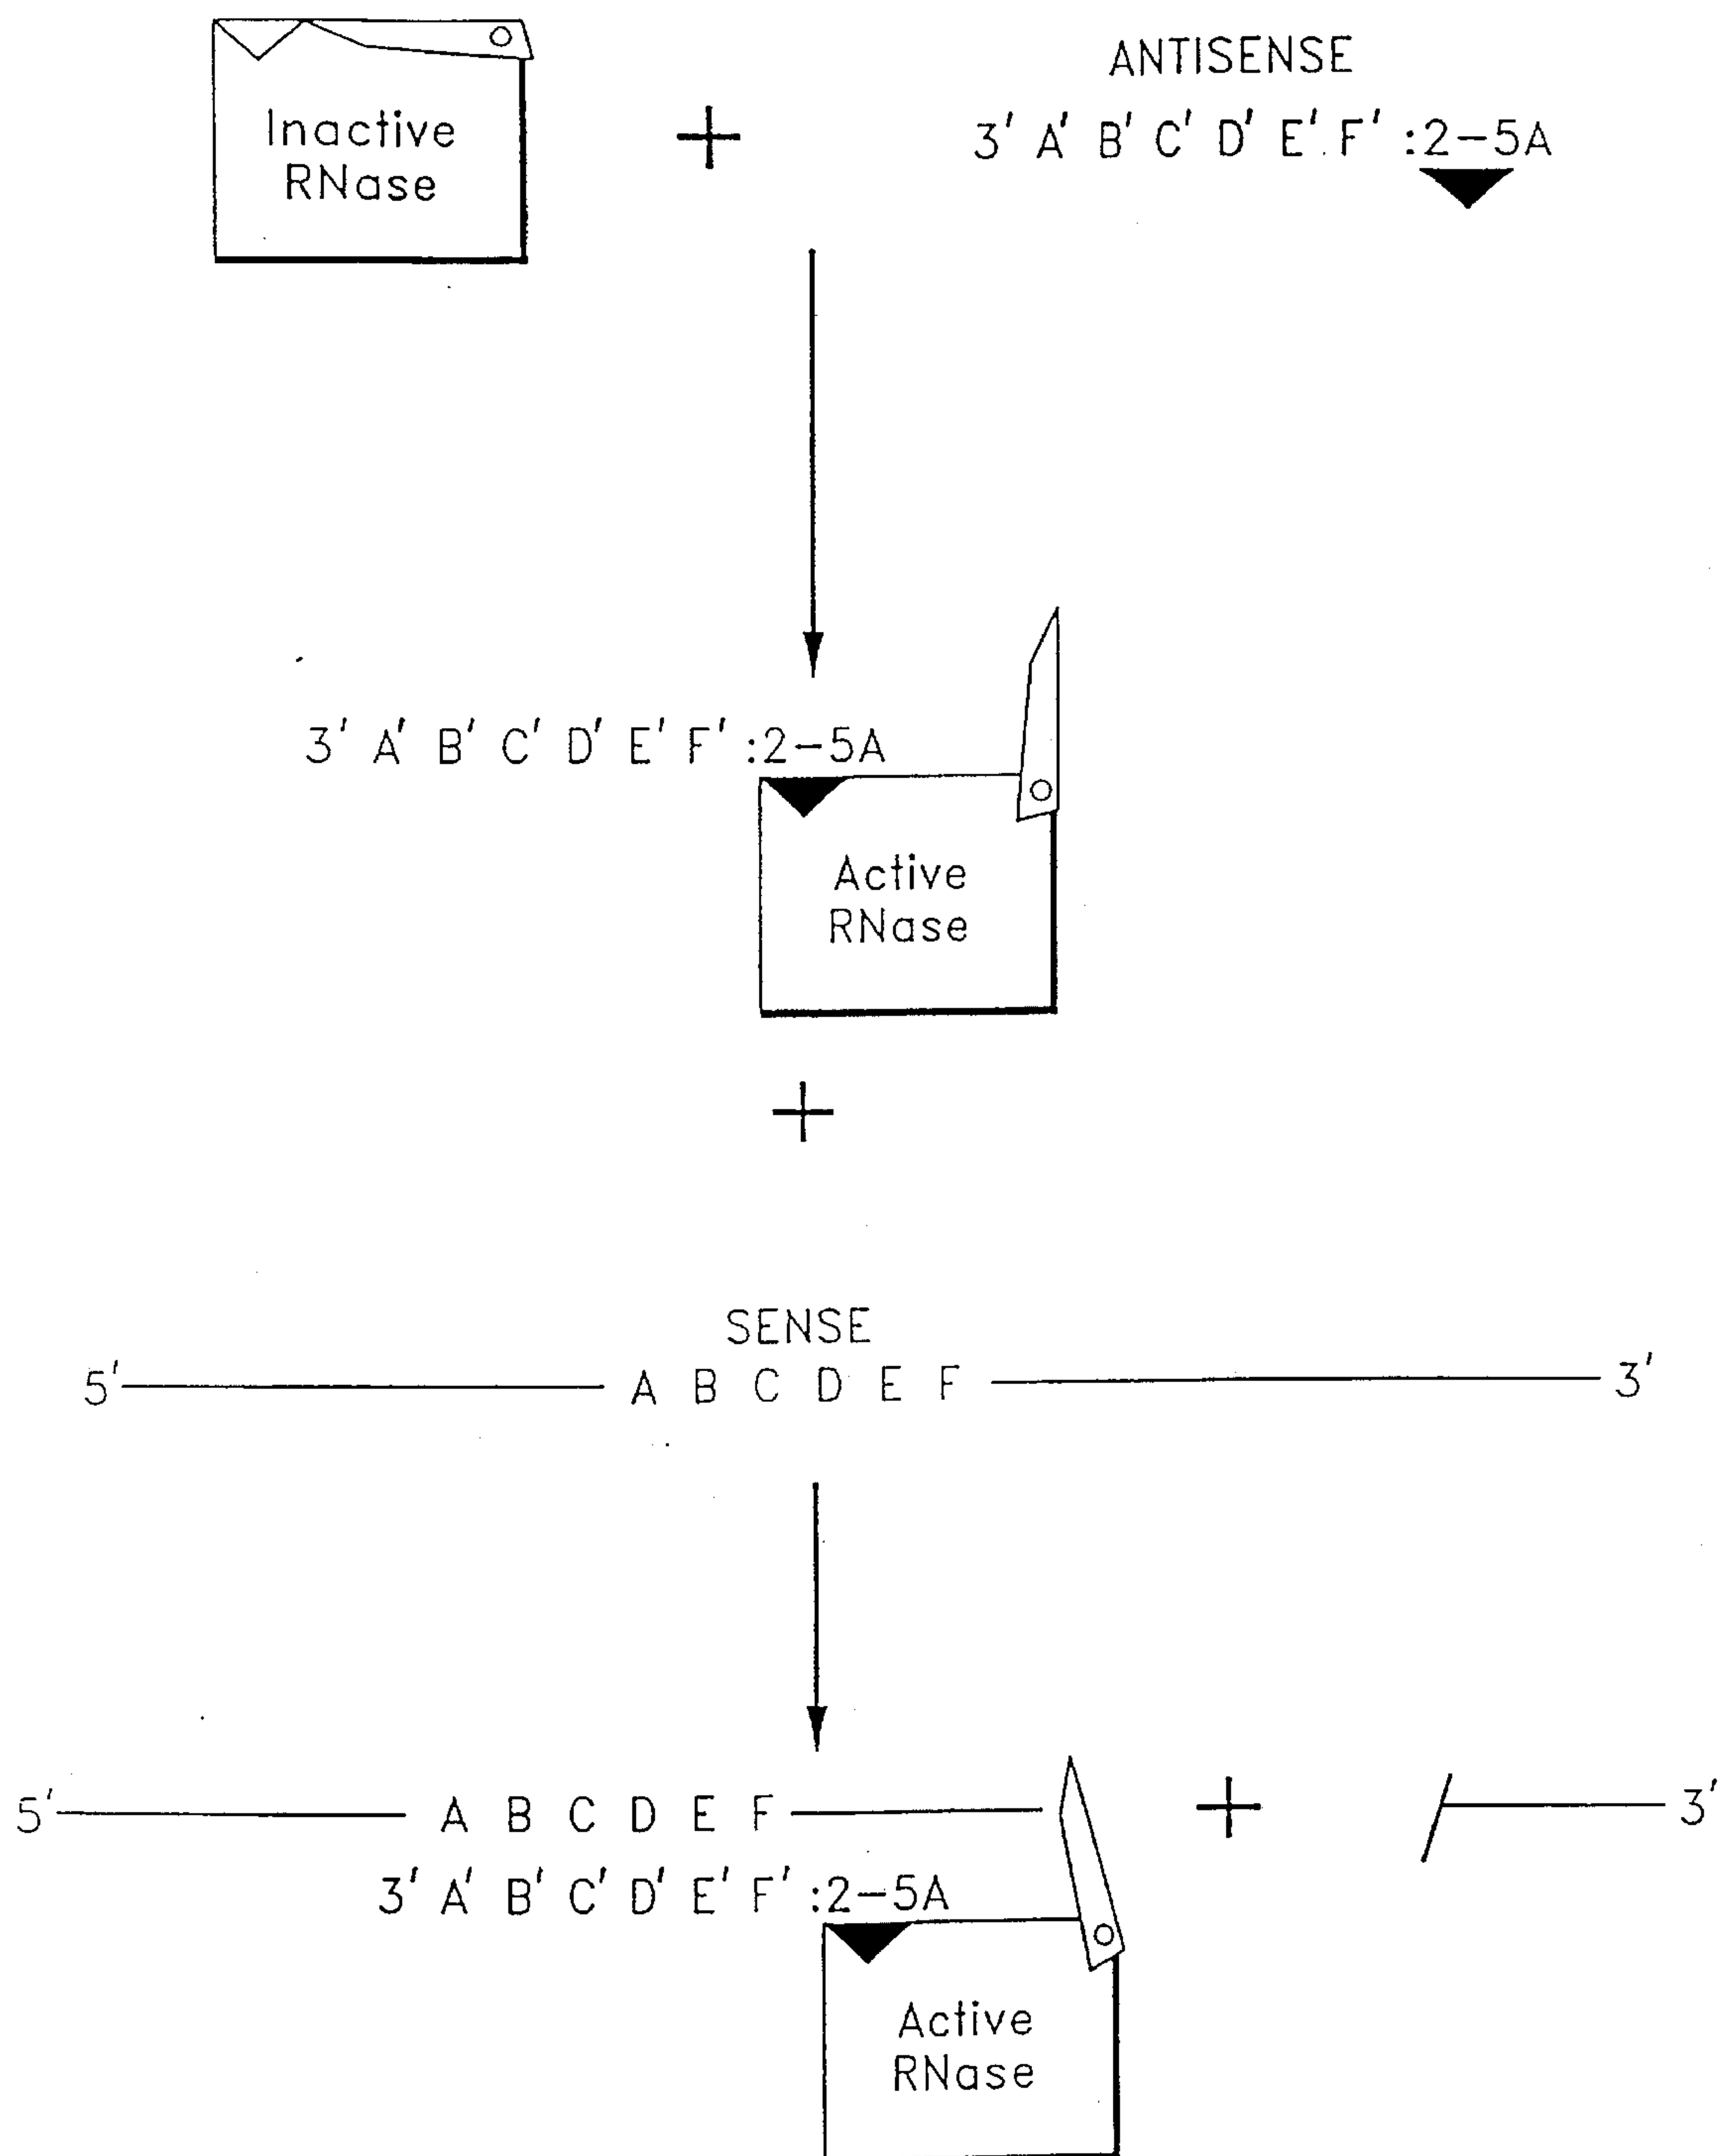 Inactive
RNase
+
ANTISENSE
3' A' B' C' D' E' F' :2-5A
3' A' B' C' D' E' F' :2-5A
Active
RNase
+
SENSE
5' A B C D E F 3'
5' A B C D E F + 3'
3' A' B' C' D' E' F' :2-5A
Active
RNase